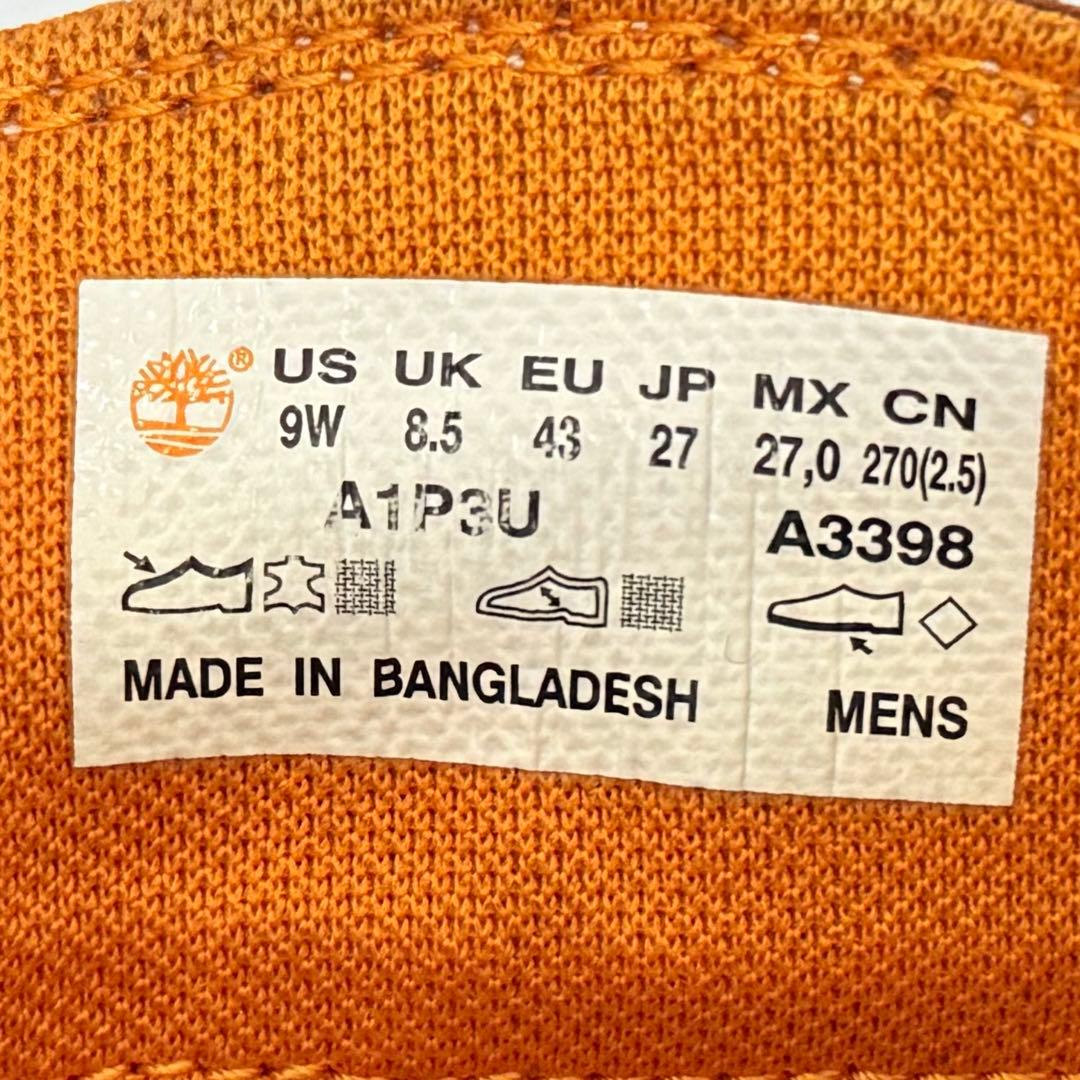 ® US UK EU JP MX CN
9W 8.5 43 27 27,0 270(2.5)
A1P3U A3398
MADE IN BANGLADESH MENS